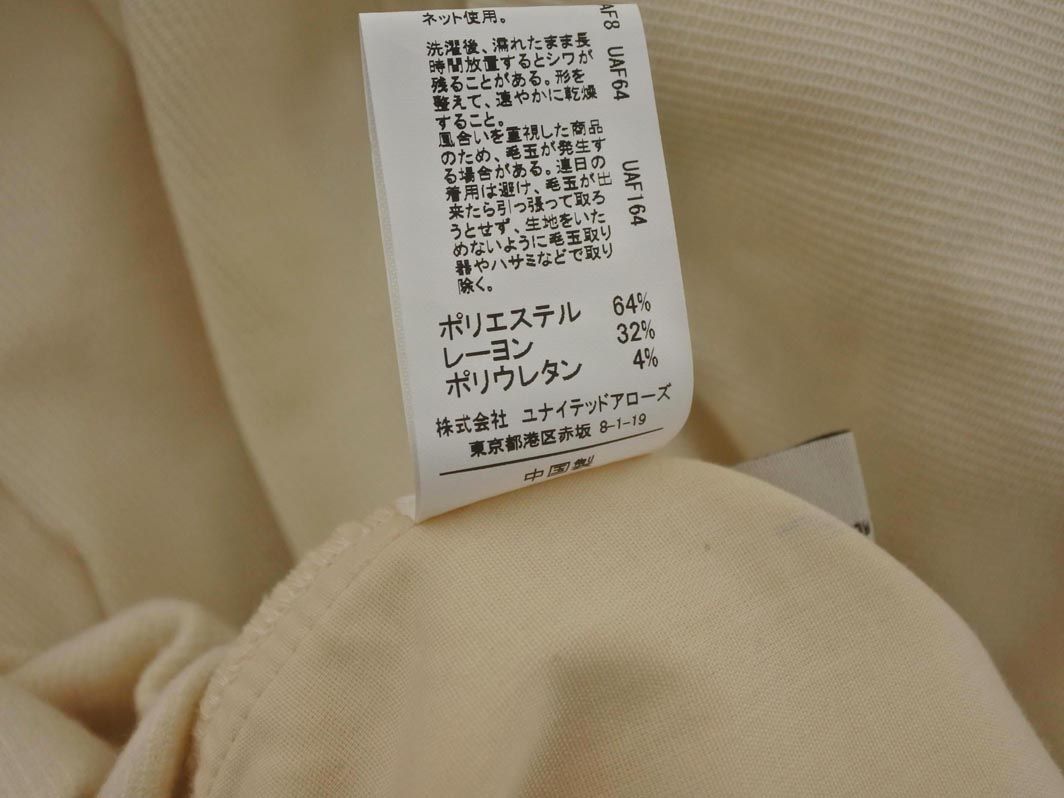 ネット使用。
洗濯後、濡れたまま長
時間放置するとシワが
残ることがある。形を
整えて、速やかに乾燥
すること。
風合いを重視した商品
のため、毛玉が発生す
る場合がある。連日の
着用は避け、毛玉が出
来たら引っ張って取ろ
うとせず、生地をいた
めないように毛玉取り
器やハサミなどで取り
除く。
ポリエステル 64%
レーヨン 32%
ポリウレタン 4%
株式会社 ユナイテッドアローズ
東京都港区赤坂 8-1-19
中国製
AF8 UAF64 UAF164